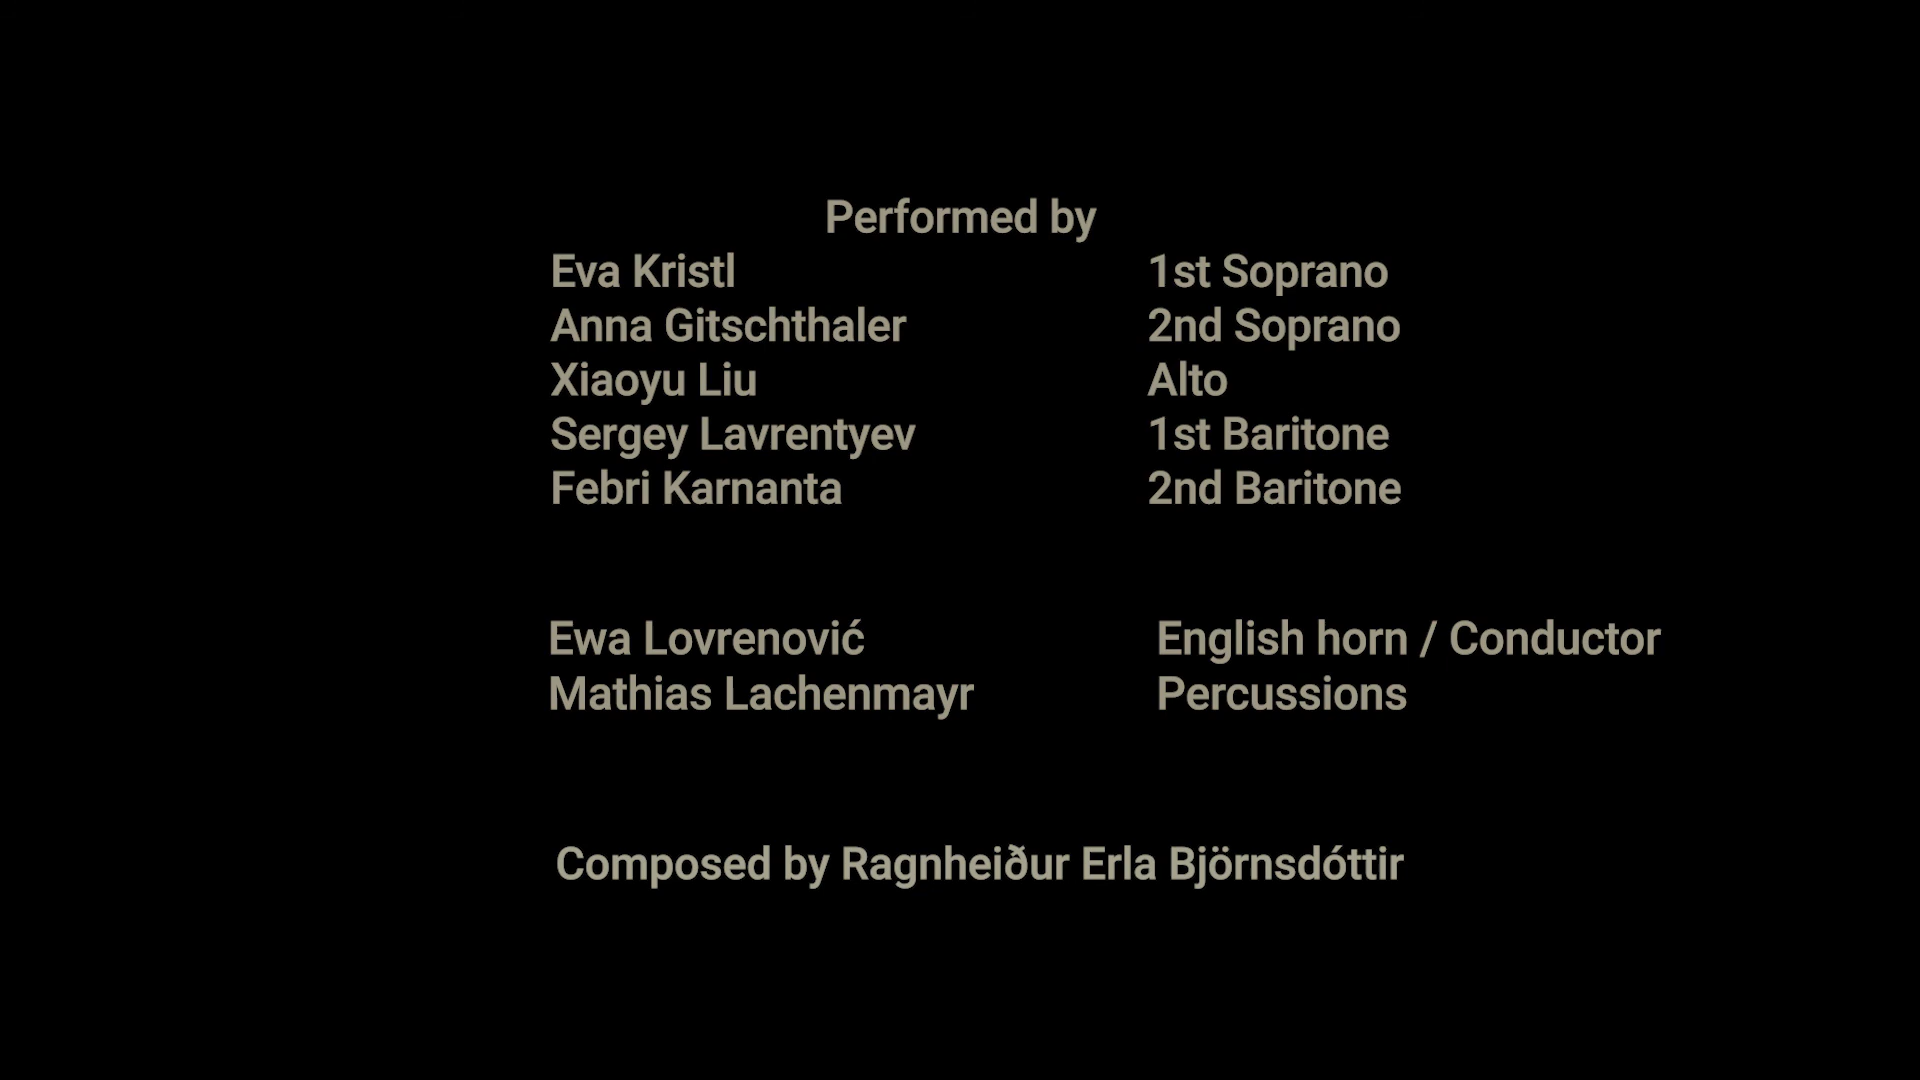 Performed by
Eva Kristl 1st Soprano
Anna Gitschthaler 2nd Soprano
Xiaoyu Liu Alto
Sergey Lavrentyev 1st Baritone
Febri Karnanta 2nd Baritone
Ewa Lovrenović English horn / Conductor
Mathias Lachenmayr Percussions
Composed by Ragnheiður Erla Björnsdóttir